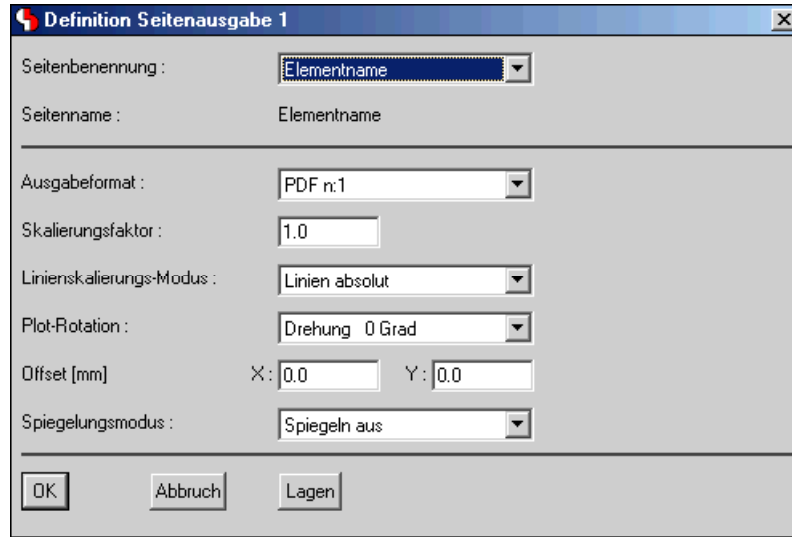 Definition Seitenausgabe 1
Seitenbenennung : Elementname
Seitenname : Elementname
Ausgabeformat : PDF n:1
Skalierungsfaktor : 1.0
Linienskalierungs-Modus : Linien absolut
Plot-Rotation : Drehung 0 Grad
Offset [mm] X : 0.0 Y : 0.0
Spiegelungsmodus : Spiegeln aus
OK Abbruch Lagen